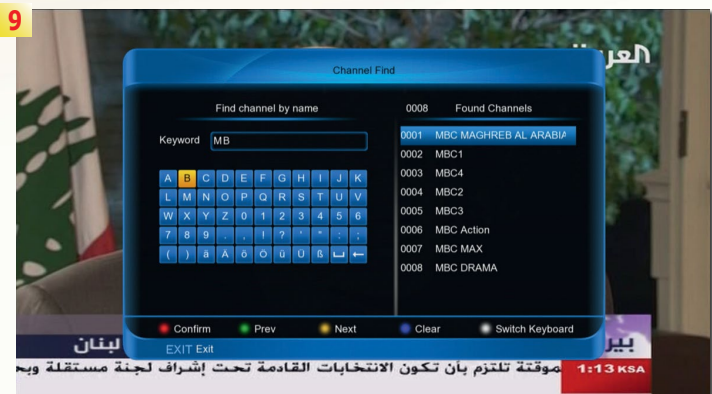 9
العربية
Channel Find
Find channel by name
Keyword MB
A B C D E F G H I J K
L M N O P Q R S T U V
W X Y Z 0 1 2 3 4 5 6
7 8 9 . , ! ? ' " : ;
( ) ä Ä ö Ö ü Ü ß ←
0008 Found Channels
0001 MBC MAGHREB AL ARABIA
0002 MBC1
0003 MBC4
0004 MBC2
0005 MBC3
0006 MBC Action
0007 MBC MAX
0008 MBC DRAMA
Confirm Prev Next Clear Switch Keyboard
EXIT Exit
لبنان
1:13 KSA موقتة تلتزم بأن تكون الانتخابات القادمة تحت إشراف لجنة مستقلة